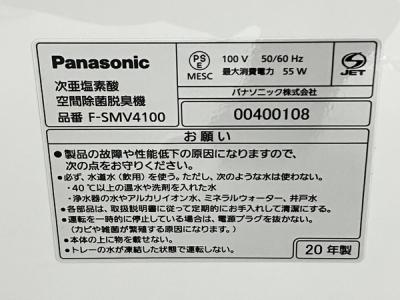 Panasonic
PS E
MESC
100 V 50/60 Hz
最大消費電力 55 W
JET
次亜塩素酸
空間除菌脱臭機
パナソニック株式会社
品番 F-SMV4100
00400108
お願い
●製品の故障や性能低下の原因になりますので、
次の点をお守りください。
●必ず、水道水（飲用）を使う。ただし、次のような水は使わない。
・40℃以上の温水や洗剤を入れた水
・浄水器の水やアルカリイオン水、ミネラルウォーター、井戸水
●各部品は、取扱説明書に従って定期的にお手入れして使用する。
●運転を一時的に停止している場合は、電源プラグを抜かない。
（カビや雑菌が繁殖する原因になります。）
●本体の上に物を載せない。
●トレーの水が凍結した状態で運転しない。
20 年製